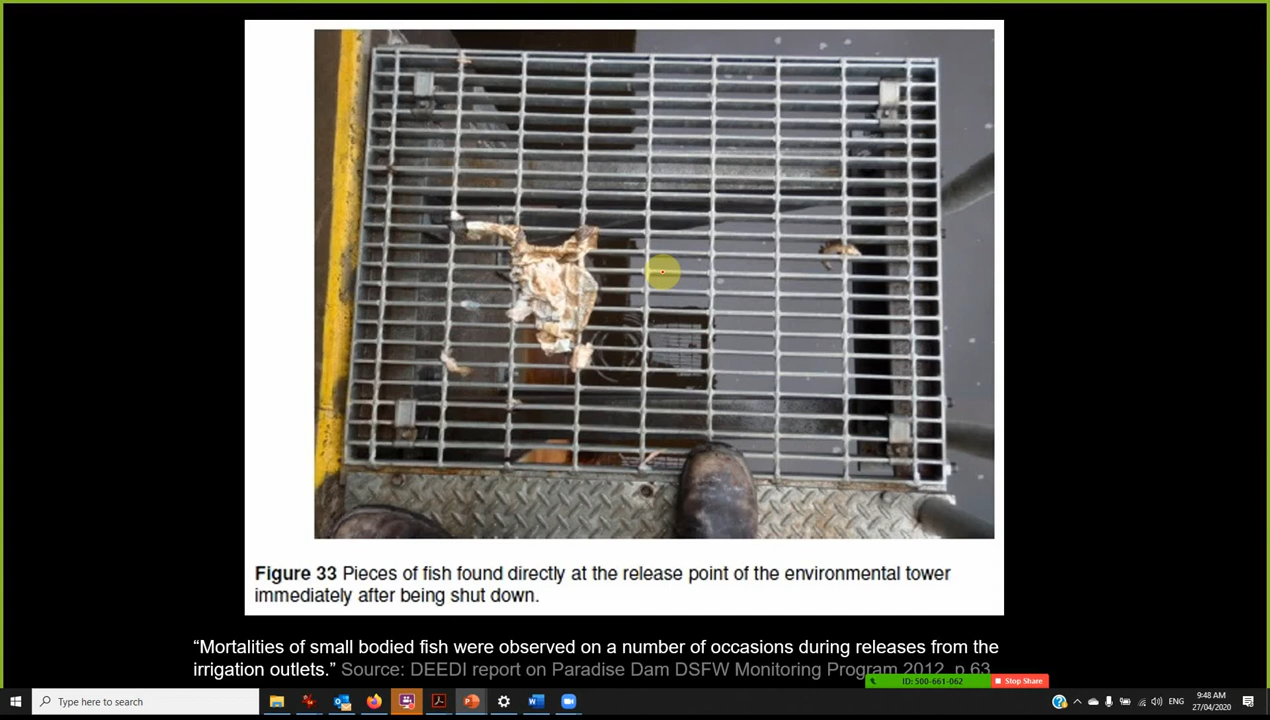 Figure 33 Pieces of fish found directly at the release point of the environmental tower
immediately after being shut down.
“Mortalities of small bodied fish were observed on a number of occasions during releases from the
irrigation outlets.” Source: DEEDI report on Paradise Dam DSFW Monitoring Program 2012, p.63
ID: 500-661-062 Stop Share
Type here to search
ENG
9:48 AM
27/04/2020